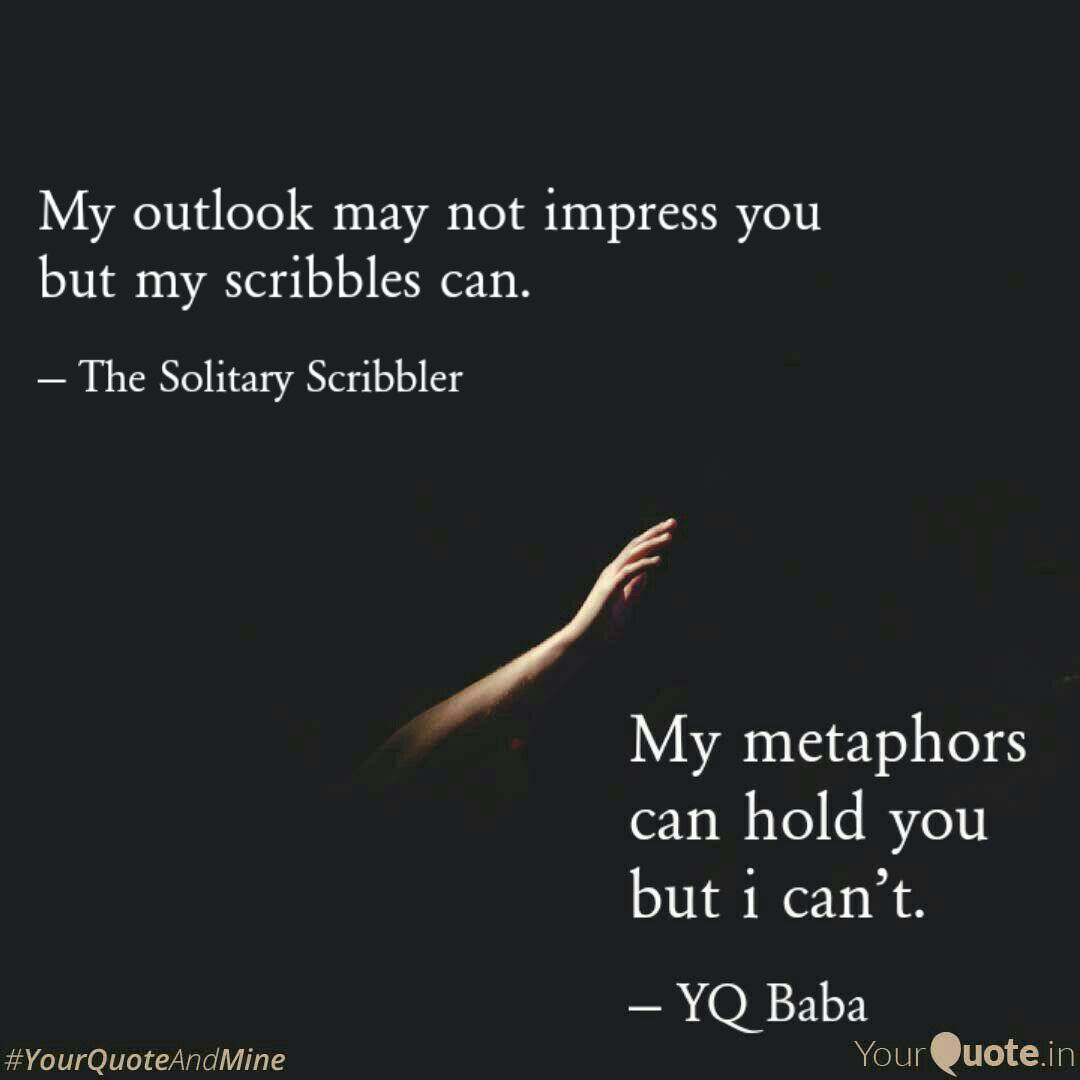 My outlook may not impress you
but my scribbles can.
— The Solitary Scribbler
My metaphors
can hold you
but i can’t.
— YQ Baba
#YourQuoteAndMine
YourQuote.in